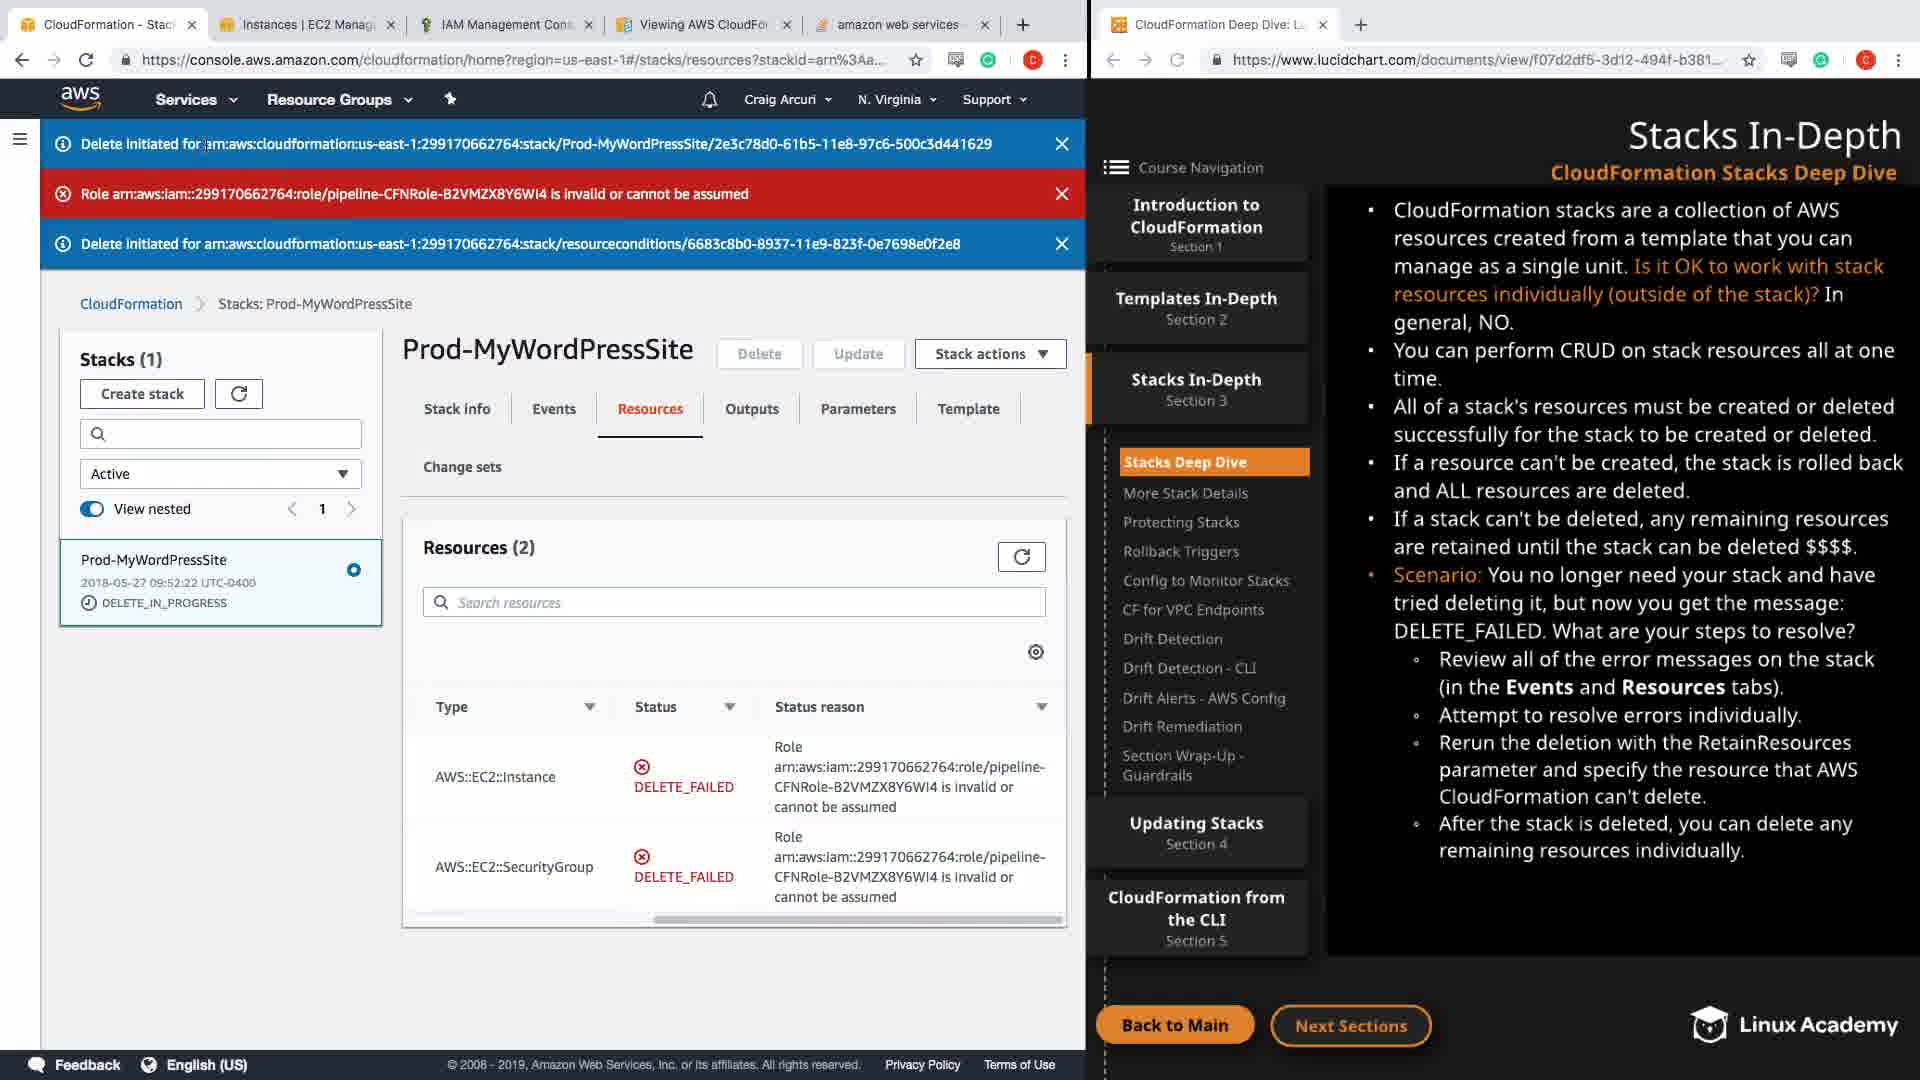 CloudFormation - Stac
Instances | EC2 Manag
IAM Management Cons
Viewing AWS CloudFo
amazon web services
https://console.aws.amazon.com/cloudformation/home?region=us-east-1#/stacks/resources?stackId=arn%3Aa...
aws
Services
Resource Groups
Craig Arcuri
N. Virginia
Support
Delete initiated for arn:aws:cloudformation:us-east-1:299170662764:stack/Prod-MyWordPressSite/2e3c78d0-61b5-11e8-97c6-500c3d441629
Role arn:aws:iam::299170662764:role/pipeline-CFNRole-B2VMZX8Y6WI4 is invalid or cannot be assumed
Delete initiated for arn:aws:cloudformation:us-east-1:299170662764:stack/resourceconditions/6683c8b0-8937-11e9-823f-0e7698e0f2e8
CloudFormation
Stacks: Prod-MyWordPressSite
Stacks (1)
Create stack
Active
View nested
1
Prod-MyWordPressSite
2018-05-27 09:52:22 UTC-0400
DELETE_IN_PROGRESS
Prod-MyWordPressSite
Delete
Update
Stack actions
Stack info
Events
Resources
Outputs
Parameters
Template
Change sets
Resources (2)
Search resources
Type
Status
Status reason
AWS::EC2::Instance
DELETE_FAILED
Role
arn:aws:iam::299170662764:role/pipeline-
CFNRole-B2VMZX8Y6WI4 is invalid or
cannot be assumed
AWS::EC2::SecurityGroup
DELETE_FAILED
Role
arn:aws:iam::299170662764:role/pipeline-
CFNRole-B2VMZX8Y6WI4 is invalid or
cannot be assumed
Feedback
English (US)
© 2008 - 2019, Amazon Web Services, Inc. or its affiliates. All rights reserved.
Privacy Policy
Terms of Use
CloudFormation Deep Dive: L
https://www.lucidchart.com/documents/view/f07d2df5-3d12-494f-b381...
C
C
Stacks In-Depth
CloudFormation Stacks Deep Dive
Course Navigation
Introduction to
CloudFormation
Section 1
Templates In-Depth
Section 2
Stacks In-Depth
Section 3
Stacks Deep Dive
More Stack Details
Protecting Stacks
Rollback Triggers
Config to Monitor Stacks
CF for VPC Endpoints
Drift Detection
Drift Detection - CLI
Drift Alerts - AWS Config
Drift Remediation
Section Wrap-Up -
Guardrails
Updating Stacks
Section 4
CloudFormation from
the CLI
Section 5
• CloudFormation stacks are a collection of AWS
resources created from a template that you can
manage as a single unit. Is it OK to work with stack
resources individually (outside of the stack)? In
general, NO.
• You can perform CRUD on stack resources all at one
time.
• All of a stack's resources must be created or deleted
successfully for the stack to be created or deleted.
• If a resource can't be created, the stack is rolled back
and ALL resources are deleted.
• If a stack can't be deleted, any remaining resources
are retained until the stack can be deleted $$$$.
• Scenario: You no longer need your stack and have
tried deleting it, but now you get the message:
DELETE_FAILED. What are your steps to resolve?
◦ Review all of the error messages on the stack
(in the Events and Resources tabs).
◦ Attempt to resolve errors individually.
◦ Rerun the deletion with the RetainResources
parameter and specify the resource that AWS
CloudFormation can't delete.
◦ After the stack is deleted, you can delete any
remaining resources individually.
Back to Main
Next Sections
Linux Academy